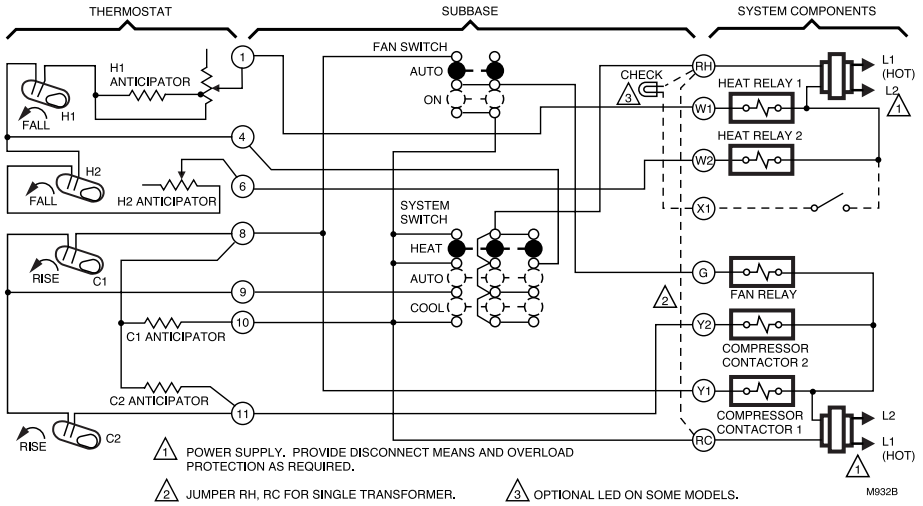 THERMOSTAT
SUBBASE
SYSTEM COMPONENTS
FAN SWITCH
AUTO
ON
H1
ANTICIPATOR
1
FALL
H1
4
H2
FALL
H2 ANTICIPATOR
6
SYSTEM
SWITCH
HEAT
AUTO
COOL
8
RISE
C1
9
10
C1 ANTICIPATOR
C2 ANTICIPATOR
11
RISE
C2
CHECK
3
RH
L1
(HOT)
L2
1
HEAT RELAY 1
W1
HEAT RELAY 2
W2
X1
G
FAN RELAY
2
Y2
COMPRESSOR
CONTACTOR 2
Y1
COMPRESSOR
CONTACTOR 1
L2
L1
(HOT)
RC
1
1 POWER SUPPLY. PROVIDE DISCONNECT MEANS AND OVERLOAD
PROTECTION AS REQUIRED.
2 JUMPER RH, RC FOR SINGLE TRANSFORMER.
3 OPTIONAL LED ON SOME MODELS.
M932B